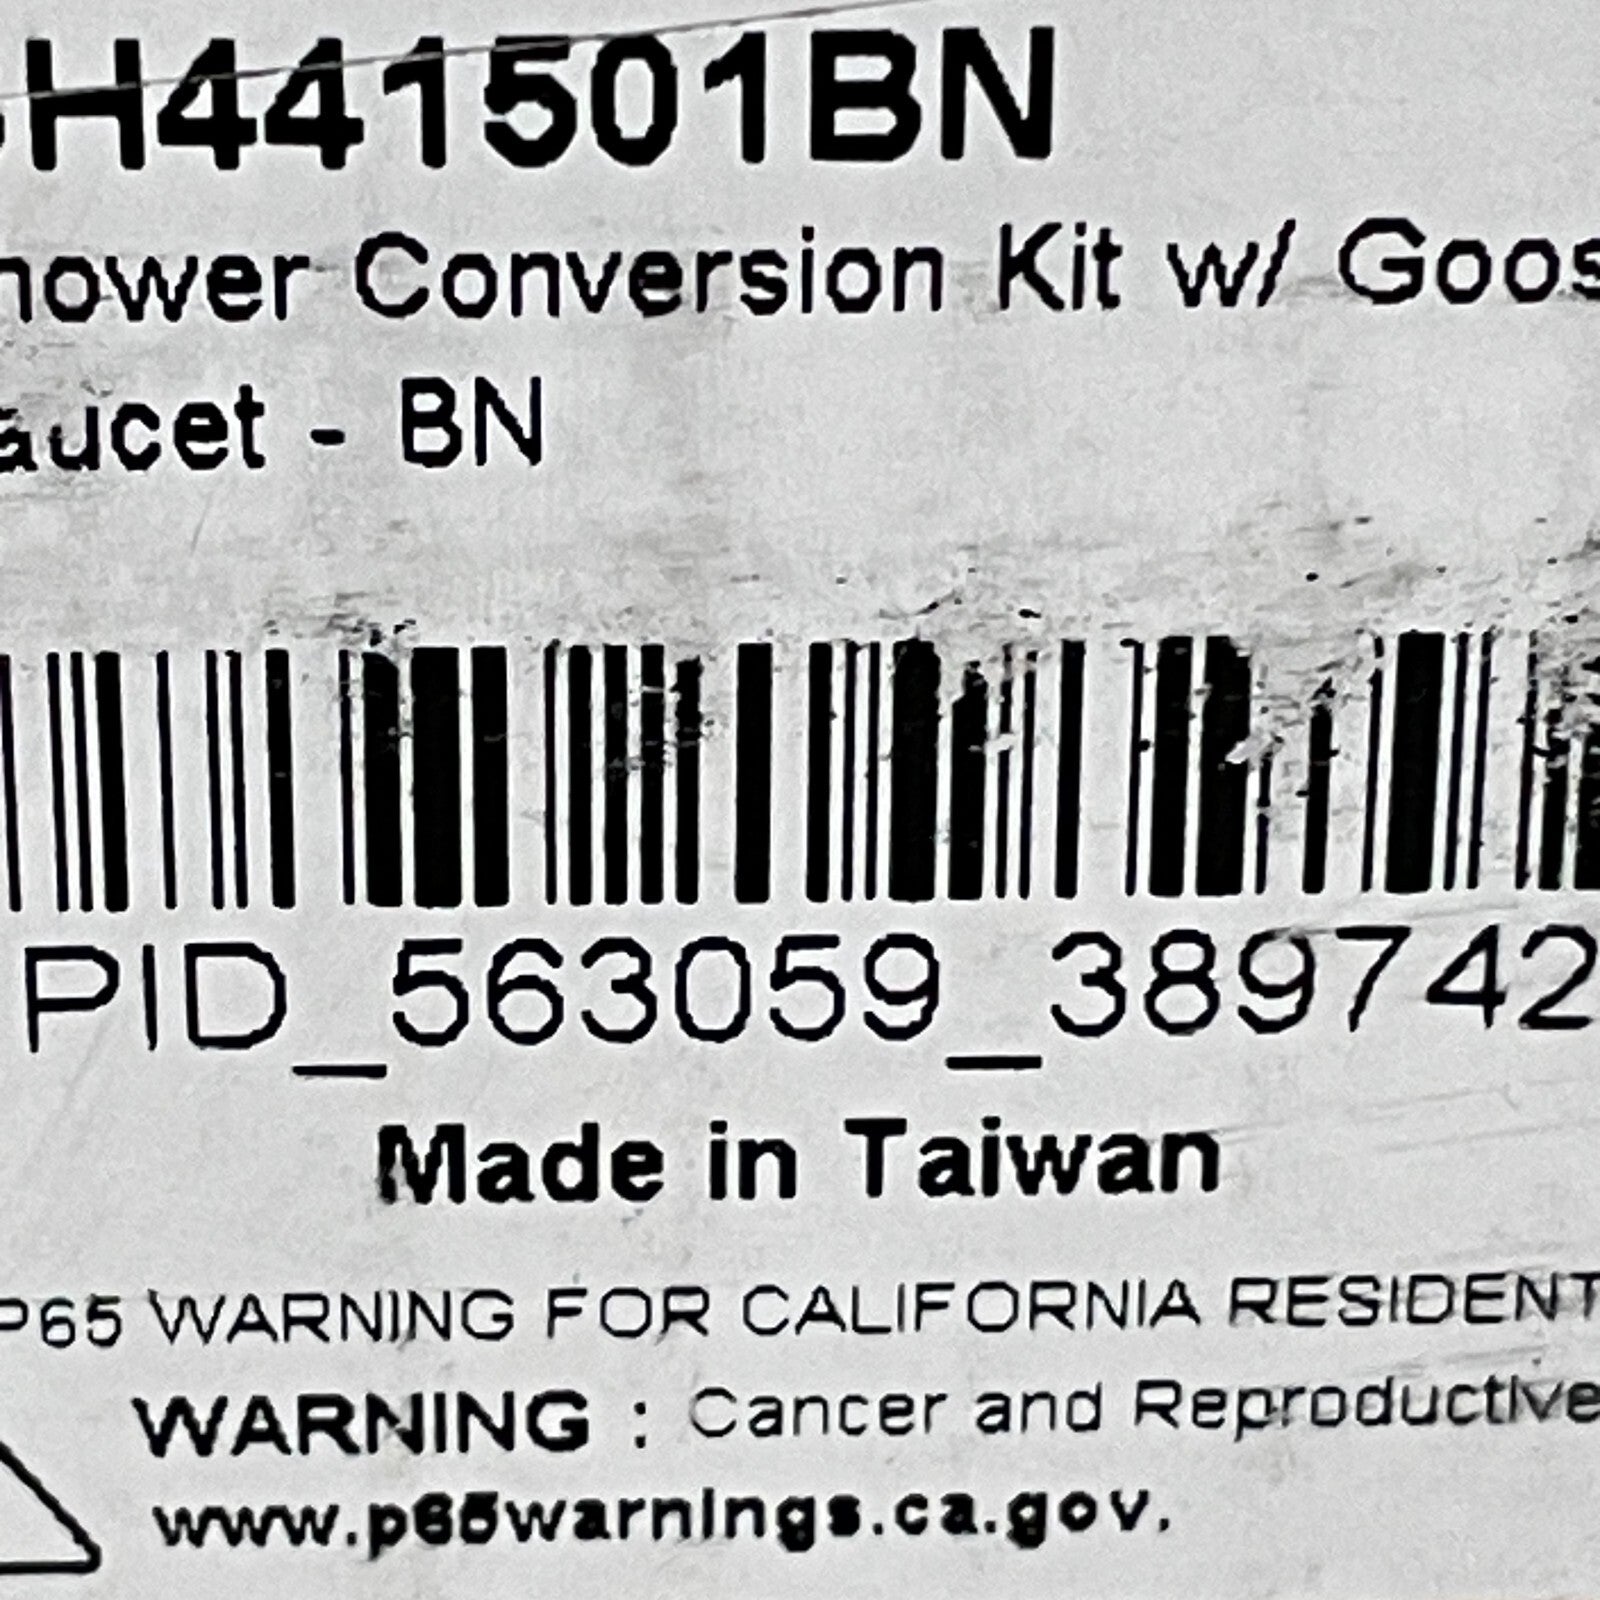 H441501BN
hower Conversion Kit w/ Goos
aucet - BN
PID_563059_389742
Made in Taiwan
P65 WARNING FOR CALIFORNIA RESIDENT
WARNING : Cancer and Reproductive
www.p65warnings.ca.gov.